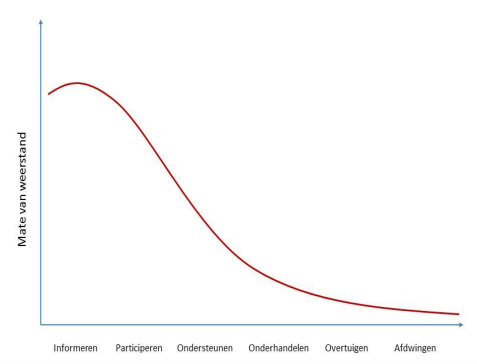 Mate van weerstand
Informeren Participeren Ondersteunen Onderhandelen Overtuigen Afdwingen